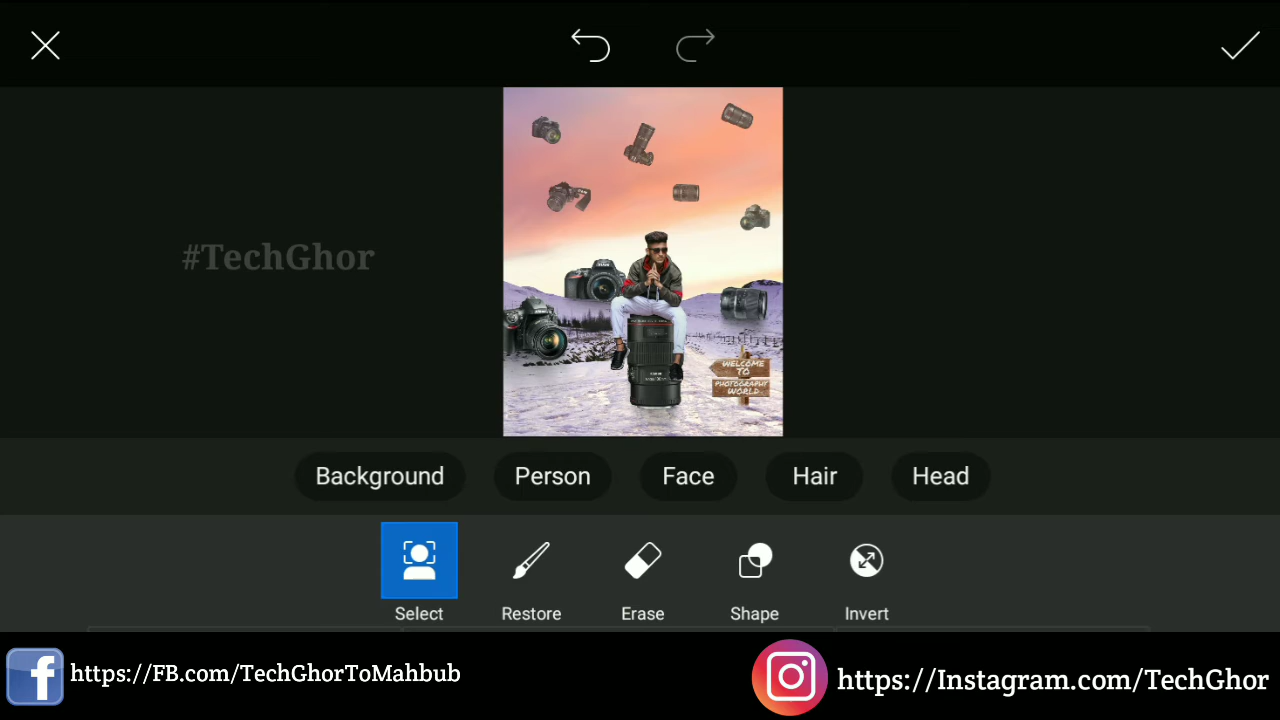 #TechGhor
WELCOME
TO
PHOTOGRAPHY
WORLD
Background
Person
Face
Hair
Head
Select
Restore
Erase
Shape
Invert
https://FB.com/TechGhorToMahbub
https://Instagram.com/TechGhor